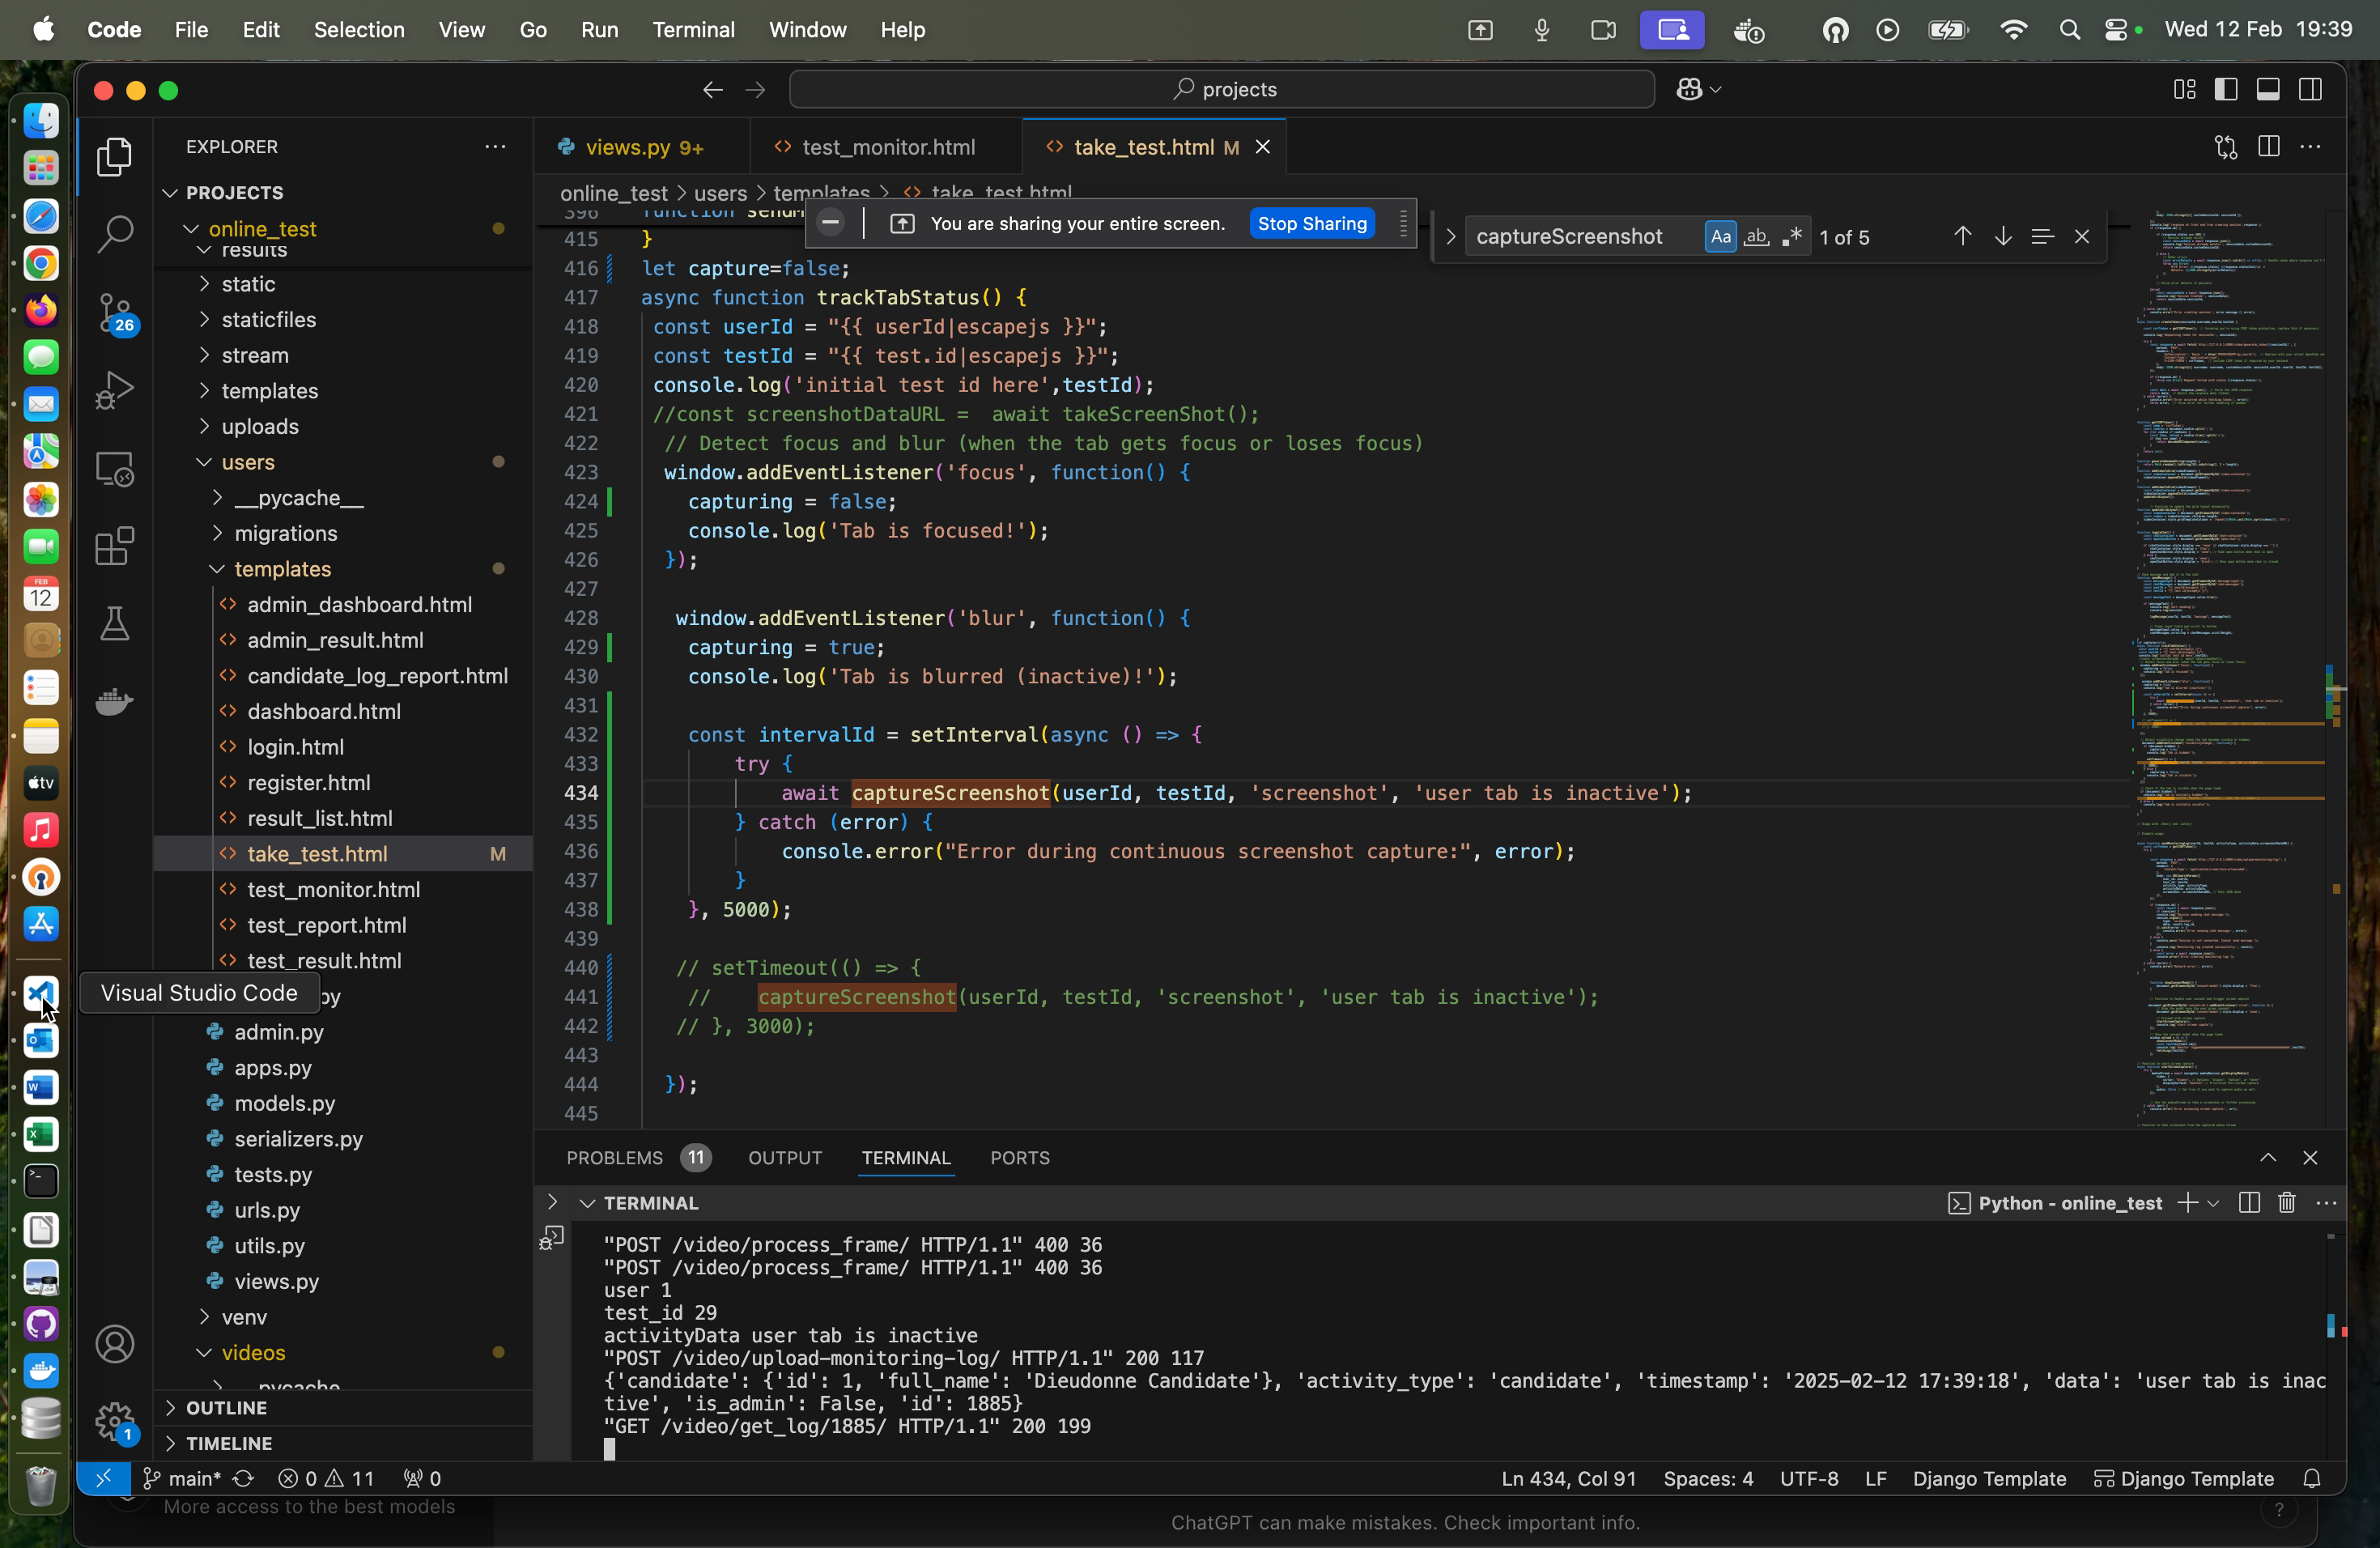 Code File Edit Selection View Go Run Terminal Window Help Wed 12 Feb 19:39
projects
EXPLORER
PROJECTS
online_test
results
static
staticfiles
stream
templates
uploads
users
__pycache__
migrations
templates
admin_dashboard.html
admin_result.html
candidate_log_report.html
dashboard.html
login.html
register.html
result_list.html
take_test.html M
test_monitor.html
test_report.html
test_result.html
py
admin.py
apps.py
models.py
serializers.py
tests.py
urls.py
utils.py
views.py
venv
videos
pycache
OUTLINE
TIMELINE
Visual Studio Code
26
1
FEB
12
tv
views.py 9+ test_monitor.html take_test.html M
online_test > users > templates > take_test.html
You are sharing your entire screen. Stop Sharing
captureScreenshot Aa ab 1 of 5
396 function sendM
415 }
416 let capture=false;
417 async function trackTabStatus() {
418 const userId = "{{ userId|escapejs }}";
419 const testId = "{{ test.id|escapejs }}";
420 console.log('initial test id here',testId);
421 //const screenshotDataURL = await takeScreenShot();
422 // Detect focus and blur (when the tab gets focus or loses focus)
423 window.addEventListener('focus', function() {
424 capturing = false;
425 console.log('Tab is focused!');
426 });
427
428 window.addEventListener('blur', function() {
429 capturing = true;
430 console.log('Tab is blurred (inactive)!');
431
432 const intervalId = setInterval(async () => {
433 try {
434 await captureScreenshot(userId, testId, 'screenshot', 'user tab is inactive');
435 } catch (error) {
436 console.error("Error during continuous screenshot capture:", error);
437 }
438 }, 5000);
439
440 // setTimeout(() => {
441 // captureScreenshot(userId, testId, 'screenshot', 'user tab is inactive');
442 // }, 3000);
443
444 });
445
PROBLEMS 11 OUTPUT TERMINAL PORTS
TERMINAL
Python - online_test
"POST /video/process_frame/ HTTP/1.1" 400 36
"POST /video/process_frame/ HTTP/1.1" 400 36
user 1
test_id 29
activityData user tab is inactive
"POST /video/upload-monitoring-log/ HTTP/1.1" 200 117
{'candidate': {'id': 1, 'full_name': 'Dieudonne Candidate'}, 'activity_type': 'candidate', 'timestamp': '2025-02-12 17:39:18', 'data': 'user tab is inac
tive', 'is_admin': False, 'id': 1885}
"GET /video/get_log/1885/ HTTP/1.1" 200 199
main* 0 11 0
Ln 434, Col 91 Spaces: 4 UTF-8 LF Django Template Django Template
More access to the best models
ChatGPT can make mistakes. Check important info.
?